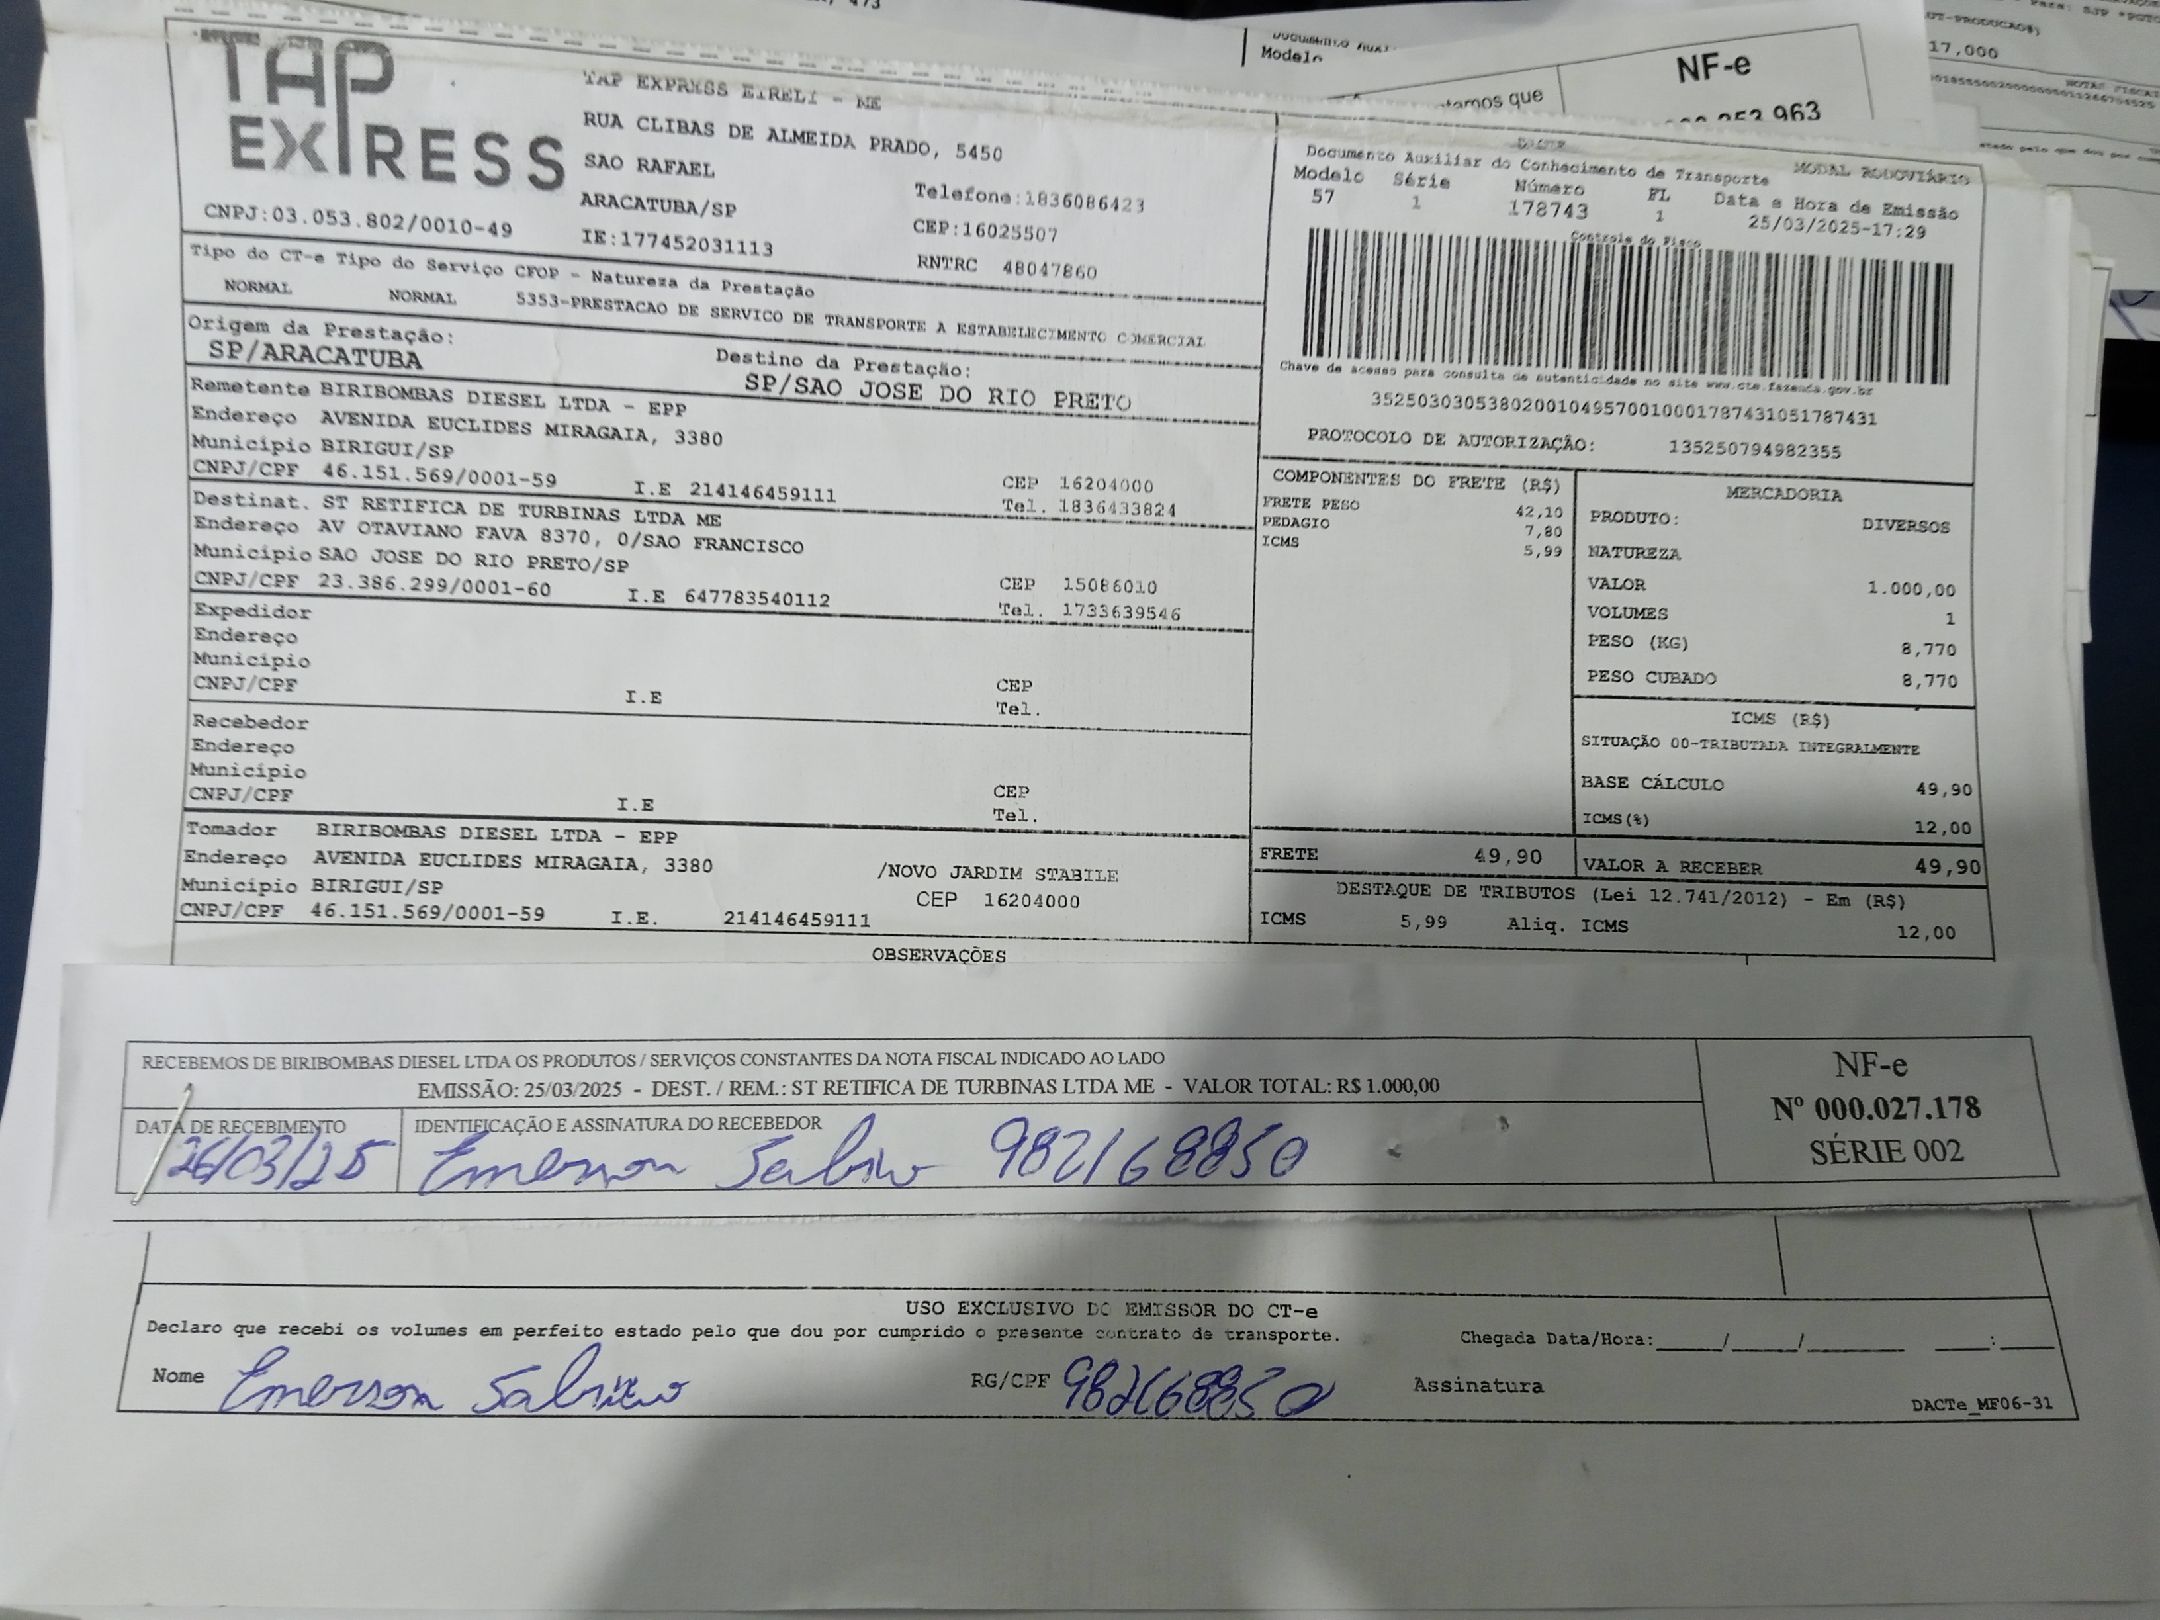 473
Modelo
NF-e
963
17,000
TAP
EXPRESS
CNPJ:03.053.802/0010-49
TAP EXPRESS EIRELI - ME
RUA CLIBAS DE ALMEIDA PRADO, 5450
SAO RAFAEL
ARACATUBA/SP
IE:177452031113
Telefone:1836086423
CEP:16025507
RNTRC 48047860
MODAL RODOVIÁRIO
Documento Auxiliar do Conhecimento de Transporte
Modelo Série Número FL Data e Hora de Emissão
57 1 178743 1 25/03/2025-17:29
Controle do Fisco
Chave de acesso para consulta de autenticidade no site www.cte.fazenda.gov.br
35250303053802001049570010001787431051787431
PROTOCOLO DE AUTORIZAÇÃO: 135250794982355
Tipo do CT-e Tipo do Serviço CFOP - Natureza da Prestação
NORMAL NORMAL 5353-PRESTACAO DE SERVICO DE TRANSPORTE A ESTABELECIMENTO COMERCIAL
Origem da Prestação: Destino da Prestação:
SP/ARACATUBA SP/SAO JOSE DO RIO PRETO
Remetente BIRIBOMBAS DIESEL LTDA - EPP
Endereço AVENIDA EUCLIDES MIRAGAIA, 3380
Município BIRIGUI/SP CEP 16204000
CNPJ/CPF 46.151.569/0001-59 I.E 214146459111 Tel. 1836433824
Destinat. ST RETIFICA DE TURBINAS LTDA ME
Endereço AV OTAVIANO FAVA 8370, 0/SAO FRANCISCO
Município SAO JOSE DO RIO PRETO/SP CEP 15086010
CNPJ/CPF 23.386.299/0001-60 I.E 647783540112 Tel. 1733639546
Expedidor
Endereço
Município CEP
CNPJ/CPF I.E Tel.
Recebedor
Endereço
Município CEP
CNPJ/CPF I.E Tel.
Tomador BIRIBOMBAS DIESEL LTDA - EPP
Endereço AVENIDA EUCLIDES MIRAGAIA, 3380 /NOVO JARDIM STABILE
Município BIRIGUI/SP CEP 16204000
CNPJ/CPF 46.151.569/0001-59 I.E. 214146459111
COMPONENTES DO FRETE (R$)
FRETE PESO 42,10
PEDAGIO 7,80
ICMS 5,99
MERCADORIA
PRODUTO: DIVERSOS
NATUREZA
VALOR 1.000,00
VOLUMES 1
PESO (KG) 8,770
PESO CUBADO 8,770
ICMS (R$)
SITUAÇÃO 00-TRIBUTADA INTEGRALMENTE
BASE CÁLCULO 49,90
ICMS(%) 12,00
FRETE 49,90 VALOR A RECEBER 49,90
DESTAQUE DE TRIBUTOS (Lei 12.741/2012) - Em (R$)
ICMS 5,99 Aliq. ICMS 12,00
OBSERVAÇÕES
RECEBEMOS DE BIRIBOMBAS DIESEL LTDA OS PRODUTOS / SERVIÇOS CONSTANTES DA NOTA FISCAL INDICADO AO LADO
EMISSÃO: 25/03/2025 - DEST. / REM.: ST RETIFICA DE TURBINAS LTDA ME - VALOR TOTAL: R$ 1.000,00
DATA DE RECEBIMENTO IDENTIFICAÇÃO E ASSINATURA DO RECEBEDOR
26/03/25 Emerson Sabino 982168850
NF-e
Nº 000.027.178
SÉRIE 002
USO EXCLUSIVO DO EMISSOR DO CT-e
Declaro que recebi os volumes em perfeito estado pelo que dou por cumprido o presente contrato de transporte. Chegada Data/Hora:____/____/____ ____:____
Nome Emerson Sabino RG/CPF 982168850 Assinatura
DACTe_MF06-31